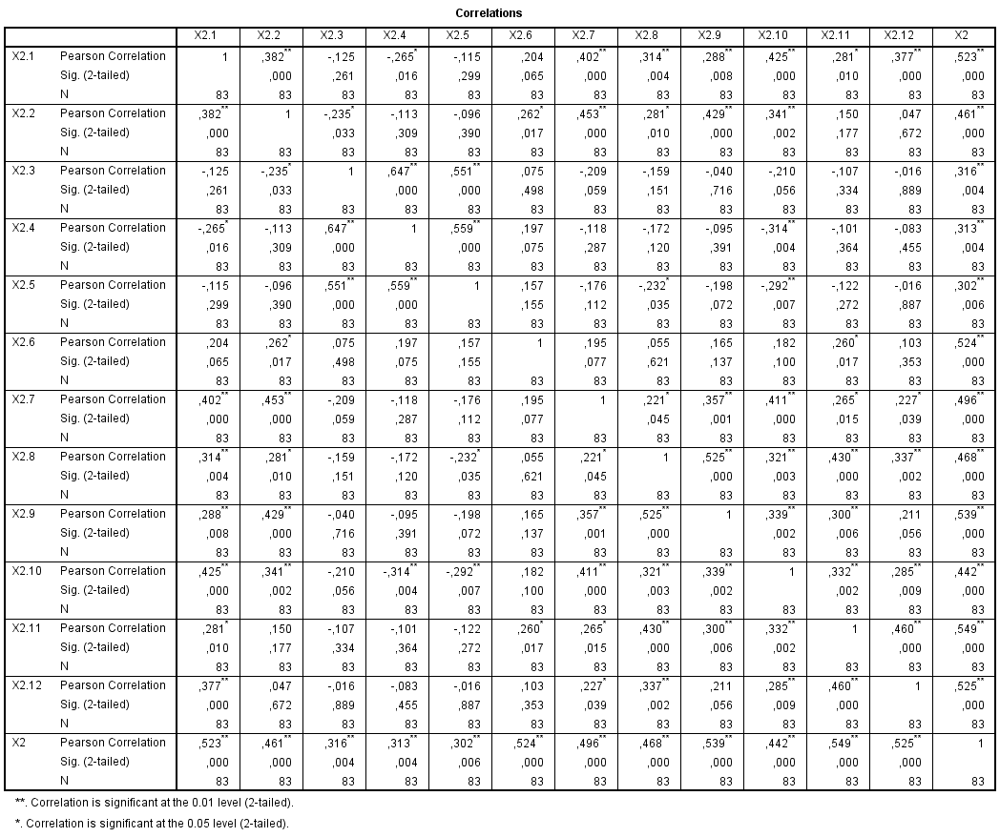 Correlations
X2.1 X2.2 X2.3 X2.4 X2.5 X2.6 X2.7 X2.8 X2.9 X2.10 X2.11 X2.12 X2
X2.1 Pearson Correlation 1 ,382** -,125 -,265* -,115 ,204 ,402** ,314** ,288** ,425** ,281* ,377** ,523**
Sig. (2-tailed) ,000 ,261 ,016 ,299 ,065 ,000 ,004 ,008 ,000 ,010 ,000 ,000
N 83 83 83 83 83 83 83 83 83 83 83 83 83
X2.2 Pearson Correlation ,382** 1 -,235* -,113 -,096 ,262* ,453** ,281* ,429** ,341** ,150 ,047 ,461**
Sig. (2-tailed) ,000 ,033 ,309 ,390 ,017 ,000 ,010 ,000 ,002 ,177 ,672 ,000
N 83 83 83 83 83 83 83 83 83 83 83 83 83
X2.3 Pearson Correlation -,125 -,235* 1 ,647** ,551** ,075 -,209 -,159 -,040 -,210 -,107 -,016 ,316**
Sig. (2-tailed) ,261 ,033 ,000 ,000 ,498 ,059 ,151 ,716 ,056 ,334 ,889 ,004
N 83 83 83 83 83 83 83 83 83 83 83 83 83
X2.4 Pearson Correlation -,265* -,113 ,647** 1 ,559** ,197 -,118 -,172 -,095 -,314** -,101 -,083 ,313**
Sig. (2-tailed) ,016 ,309 ,000 ,000 ,075 ,287 ,120 ,391 ,004 ,364 ,455 ,004
N 83 83 83 83 83 83 83 83 83 83 83 83 83
X2.5 Pearson Correlation -,115 -,096 ,551** ,559** 1 ,157 -,176 -,232* -,198 -,292** -,122 -,016 ,302**
Sig. (2-tailed) ,299 ,390 ,000 ,000 ,155 ,112 ,035 ,072 ,007 ,272 ,887 ,006
N 83 83 83 83 83 83 83 83 83 83 83 83 83
X2.6 Pearson Correlation ,204 ,262* ,075 ,197 ,157 1 ,195 ,055 ,165 ,182 ,260* ,103 ,524**
Sig. (2-tailed) ,065 ,017 ,498 ,075 ,155 ,077 ,621 ,137 ,100 ,017 ,353 ,000
N 83 83 83 83 83 83 83 83 83 83 83 83 83
X2.7 Pearson Correlation ,402** ,453** -,209 -,118 -,176 ,195 1 ,221* ,357** ,411** ,265* ,227* ,496**
Sig. (2-tailed) ,000 ,000 ,059 ,287 ,112 ,077 ,045 ,001 ,000 ,015 ,039 ,000
N 83 83 83 83 83 83 83 83 83 83 83 83 83
X2.8 Pearson Correlation ,314** ,281* -,159 -,172 -,232* ,055 ,221* 1 ,525** ,321** ,430** ,337** ,468**
Sig. (2-tailed) ,004 ,010 ,151 ,120 ,035 ,621 ,045 ,000 ,003 ,000 ,002 ,000
N 83 83 83 83 83 83 83 83 83 83 83 83 83
X2.9 Pearson Correlation ,288** ,429** -,040 -,095 -,198 ,165 ,357** ,525** 1 ,339** ,300** ,211 ,539**
Sig. (2-tailed) ,008 ,000 ,716 ,391 ,072 ,137 ,001 ,000 ,002 ,006 ,056 ,000
N 83 83 83 83 83 83 83 83 83 83 83 83 83
X2.10 Pearson Correlation ,425** ,341** -,210 -,314** -,292** ,182 ,411** ,321** ,339** 1 ,332** ,285** ,442**
Sig. (2-tailed) ,000 ,002 ,056 ,004 ,007 ,100 ,000 ,003 ,002 ,002 ,009 ,000
N 83 83 83 83 83 83 83 83 83 83 83 83 83
X2.11 Pearson Correlation ,281* ,150 -,107 -,101 -,122 ,260* ,265* ,430** ,300** ,332** 1 ,460** ,549**
Sig. (2-tailed) ,010 ,177 ,334 ,364 ,272 ,017 ,015 ,000 ,006 ,002 ,000 ,000
N 83 83 83 83 83 83 83 83 83 83 83 83 83
X2.12 Pearson Correlation ,377** ,047 -,016 -,083 -,016 ,103 ,227* ,337** ,211 ,285** ,460** 1 ,525**
Sig. (2-tailed) ,000 ,672 ,889 ,455 ,887 ,353 ,039 ,002 ,056 ,009 ,000 ,000
N 83 83 83 83 83 83 83 83 83 83 83 83 83
X2 Pearson Correlation ,523** ,461** ,316** ,313** ,302** ,524** ,496** ,468** ,539** ,442** ,549** ,525** 1
Sig. (2-tailed) ,000 ,000 ,004 ,004 ,006 ,000 ,000 ,000 ,000 ,000 ,000 ,000
N 83 83 83 83 83 83 83 83 83 83 83 83 83
**. Correlation is significant at the 0.01 level (2-tailed).
*. Correlation is significant at the 0.05 level (2-tailed).